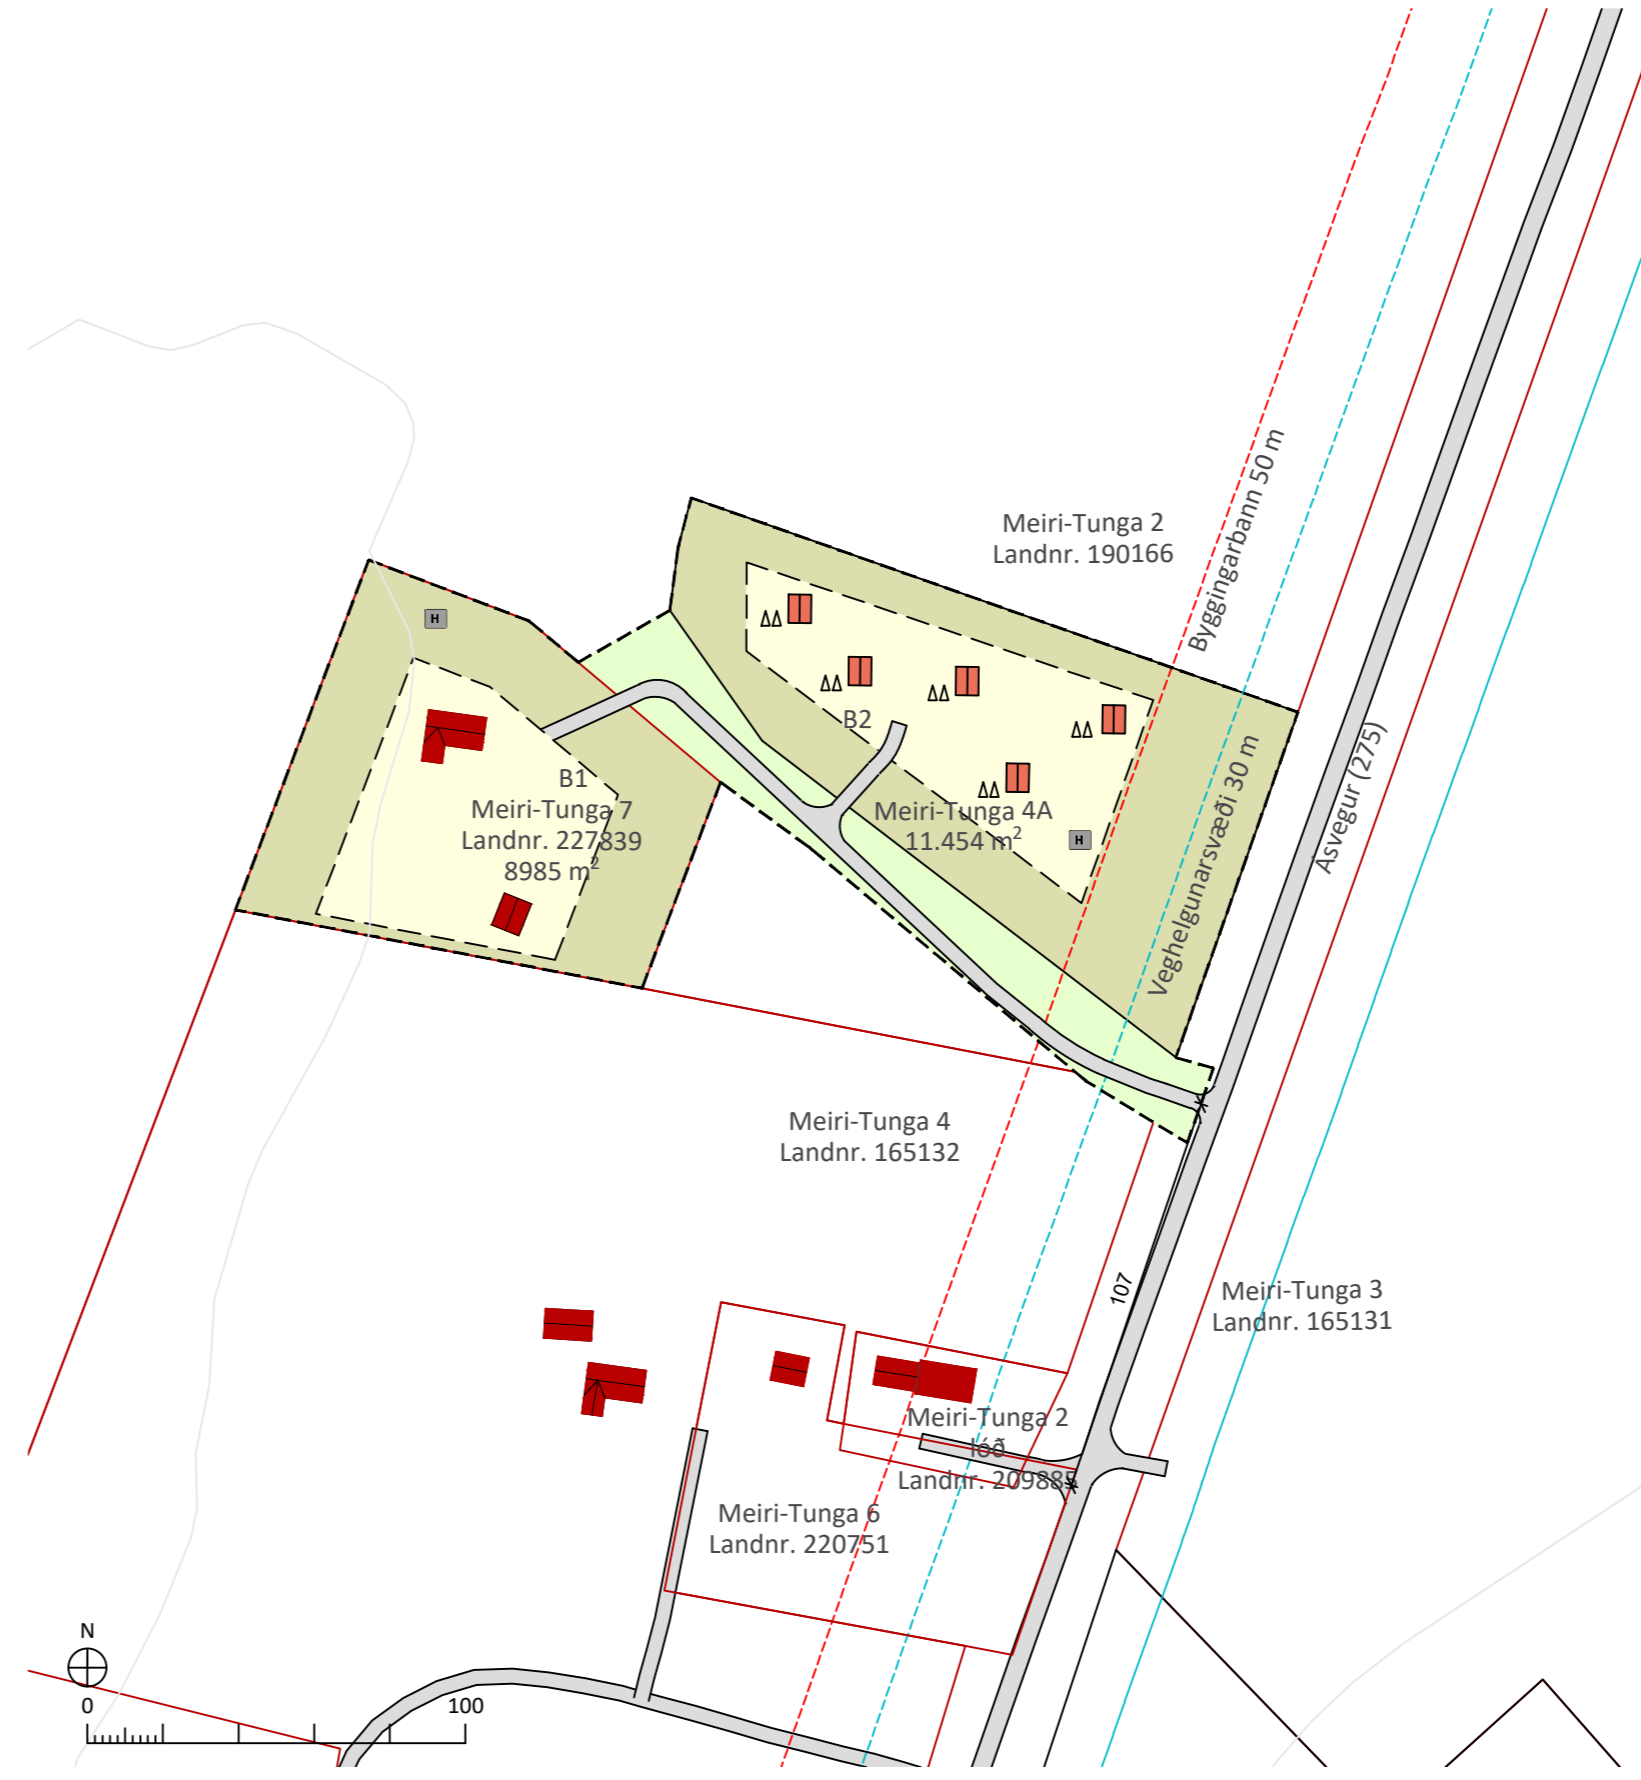 Meiri-Tunga 2
Landnr. 190166
Byggingarbann 50 m
H
B2
Ásvegur (275)
B1
Meiri-Tunga 7
Landnr. 227839
8985 m²
Meiri-Tunga 4A
11.454 m²
H
Veghelgunarsvæði 30 m
Meiri-Tunga 4
Landnr. 165132
107
Meiri-Tunga 3
Landnr. 165131
Meiri-Tunga 2
lóð
Landnr. 209885
Meiri-Tunga 6
Landnr. 220751
N
0 100